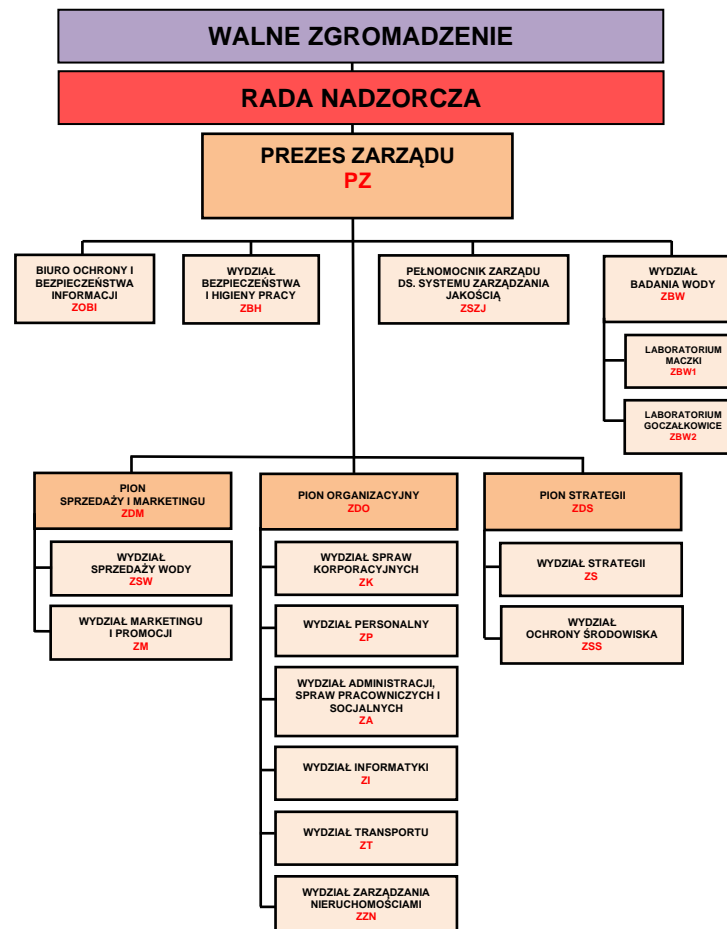 WALNE ZGROMADZENIE
RADA NADZORCZA
PREZES ZARZĄDU
PZ
BIURO OCHRONY I
BEZPIECZEŃSTWA
INFORMACJI
ZOBI
WYDZIAŁ
BEZPIECZEŃSTWA
I HIGIENY PRACY
ZBH
PEŁNOMOCNIK ZARZĄDU
DS. SYSTEMU ZARZĄDZANIA
JAKOŚCIĄ
ZSZJ
WYDZIAŁ
BADANIA WODY
ZBW
LABORATORIUM
MACZKI
ZBW1
LABORATORIUM
GOCZAŁKOWICE
ZBW2
PION
SPRZEDAŻY I MARKETINGU
ZDM
WYDZIAŁ
SPRZEDAŻY WODY
ZSW
WYDZIAŁ MARKETINGU
I PROMOCJI
ZM
PION ORGANIZACYJNY
ZDO
WYDZIAŁ SPRAW
KORPORACYJNYCH
ZK
WYDZIAŁ PERSONALNY
ZP
WYDZIAŁ ADMINISTRACJI,
SPRAW PRACOWNICZYCH I
SOCJALNYCH
ZA
WYDZIAŁ INFORMATYKI
ZI
WYDZIAŁ TRANSPORTU
ZT
WYDZIAŁ ZARZĄDZANIA
NIERUCHOMOŚCIAMI
ZZN
PION STRATEGII
ZDS
WYDZIAŁ STRATEGII
ZS
WYDZIAŁ
OCHRONY ŚRODOWISKA
ZSS